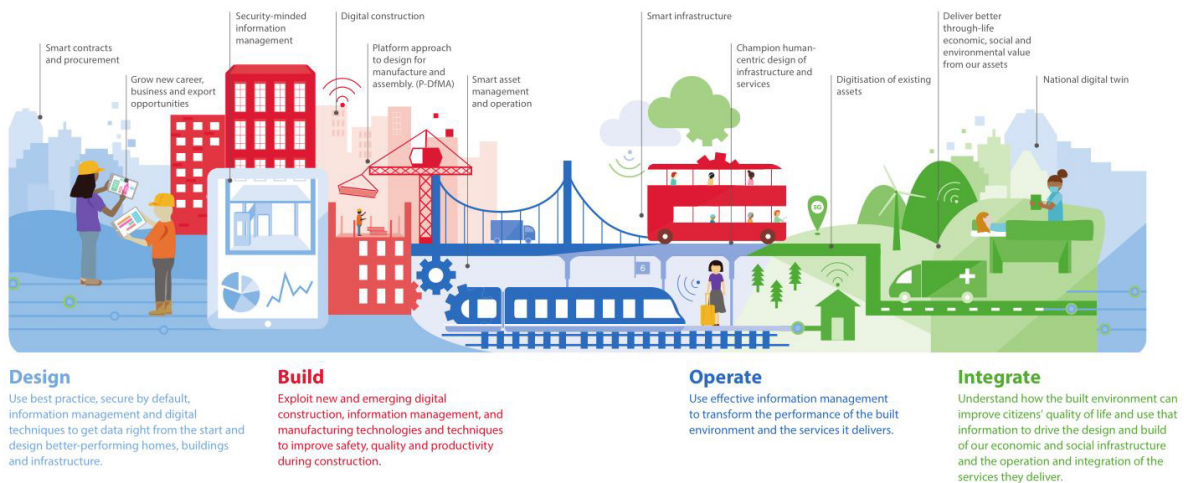 Smart contracts
and procurement
Grow new career,
business and export
opportunities
Security-minded
information
management
Digital construction
Platform approach
to design for
manufacture and
assembly. (P-DfMA)
Smart asset
management
and operation
Smart infrastructure
Champion human-
centric design of
infrastructure and
services
Digitisation of existing
assets
Deliver better
through-life
economic, social and
environmental value
from our assets
National digital twin
5G
6
Design
Use best practice, secure by default,
information management and digital
techniques to get data right from the start and
design better-performing homes, buildings
and infrastructure.
Build
Exploit new and emerging digital
construction, information management, and
manufacturing technologies and techniques
to improve safety, quality and productivity
during construction.
Operate
Use effective information management
to transform the performance of the built
environment and the services it delivers.
Integrate
Understand how the built environment can
improve citizens' quality of life and use that
information to drive the design and build
of our economic and social infrastructure
and the operation and integration of the
services they deliver.